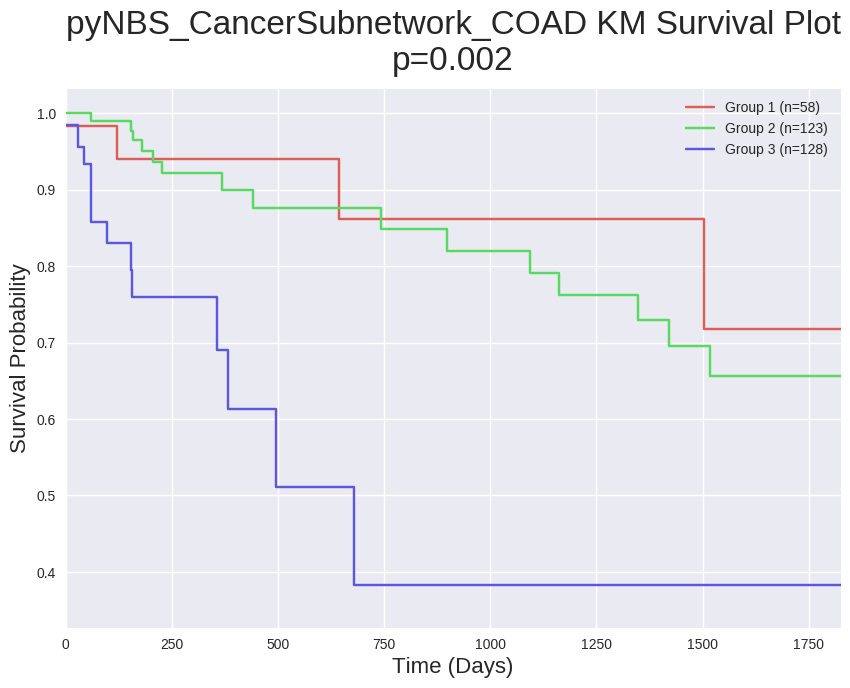 pyNBS_CancerSubnetwork_COAD KM Survival Plot
p=0.002
Group 1 (n=58)
Group 2 (n=123)
Group 3 (n=128)
Survival Probability
1.0
0.9
0.8
0.7
0.6
0.5
0.4
0 250 500 750 1000 1250 1500 1750
Time (Days)